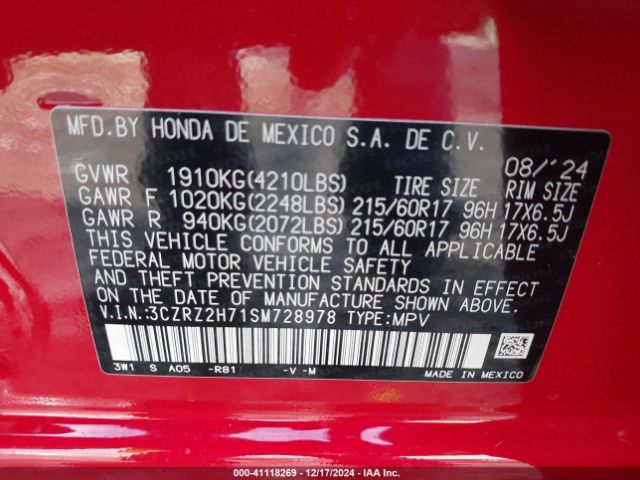 MFD.BY HONDA DE MEXICO S.A. DE C.V.
08/'24
GVWR 1910KG(4210LBS) TIRE SIZE RIM SIZE
GAWR F 1020KG(2248LBS) 215/60R17 96H 17X6.5J
GAWR R 940KG(2072LBS) 215/60R17 96H 17X6.5J
THIS VEHICLE CONFORMS TO ALL APPLICABLE
FEDERAL MOTOR VEHICLE SAFETY
AND THEFT PREVENTION STANDARDS IN EFFECT
ON THE DATE OF MANUFACTURE SHOWN ABOVE.
V.I.N.:3CZRZ2H71SM728978 TYPE:MPV
3W1 S A05 -R81 -V -M
MADE IN MEXICO
000-41118269 - 12/17/2024 - IAA Inc.